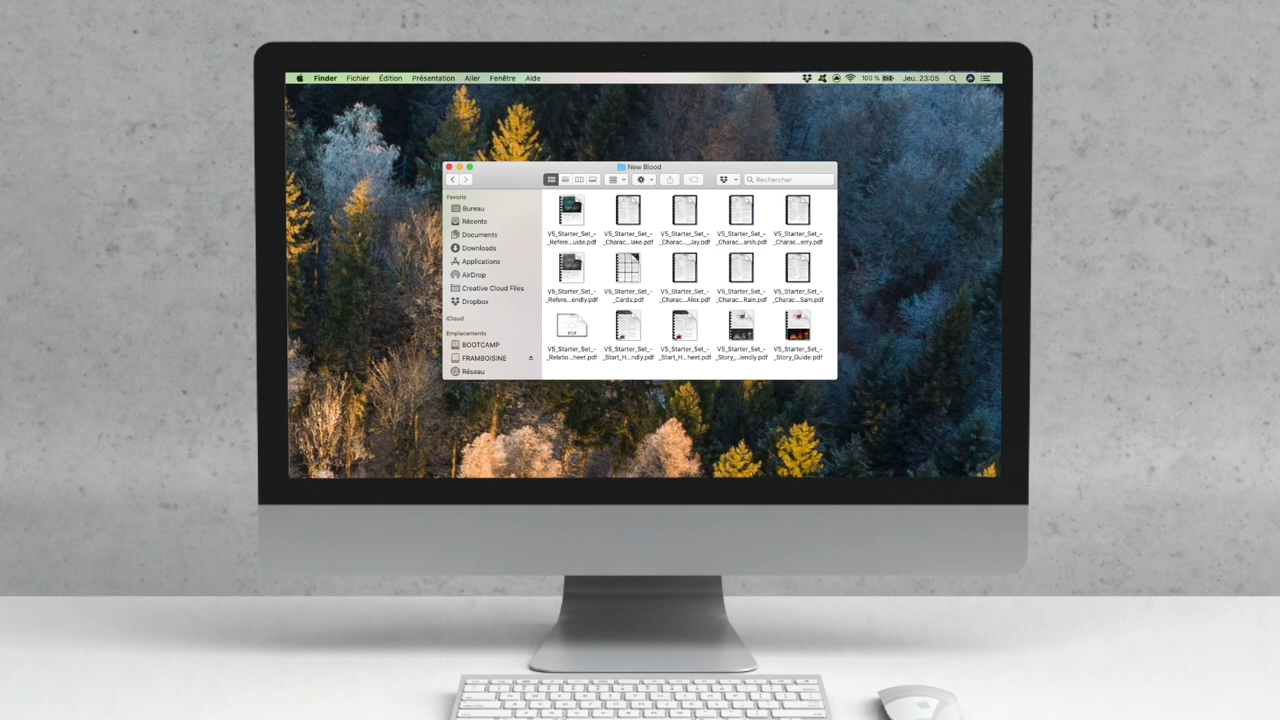 Finder Fichier Édition Présentation Aller Fenêtre Aide 100 % Jeu. 23:05
New Blood
Rechercher
Favoris
Bureau
Récents
Documents
Downloads
Applications
AirDrop
Creative Cloud Files
Dropbox
iCloud
Emplacements
BOOTCAMP
FRAMBOISINE
Réseau
V5_Starter_Set_- V5_Starter_Set_- V5_Starter_Set_- V5_Starter_Set_- V5_Starter_Set_-
_Refere...uide.pdf _Charac...lake.pdf _Charac..._Jay.pdf _Charac...arsh.pdf _Charac...erry.pdf
V5_Starter_Set_- V5_Starter_Set_- V5_Starter_Set_- V5_Starter_Set_- V5_Starter_Set_-
_Refere...endly.pdf _Cards.pdf _Charac...Alex.pdf _Charac...Rain.pdf _Charac...Sam.pdf
PDF
V5_Starter_Set_- V5_Starter_Set_- V5_Starter_Set_- V5_Starter_Set_- V5_Starter_Set_-
_Relatio...heet.pdf _Start_H...ndly.pdf _Start_H...heet.pdf _Story_...iendly.pdf _Story_Guide.pdf